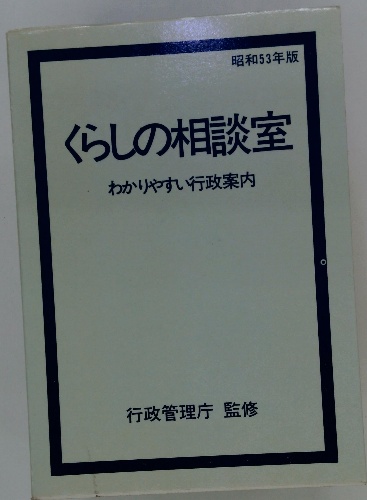 昭和53年版
くらしの相談室
わかりやすい行政案内
行政管理庁 監修